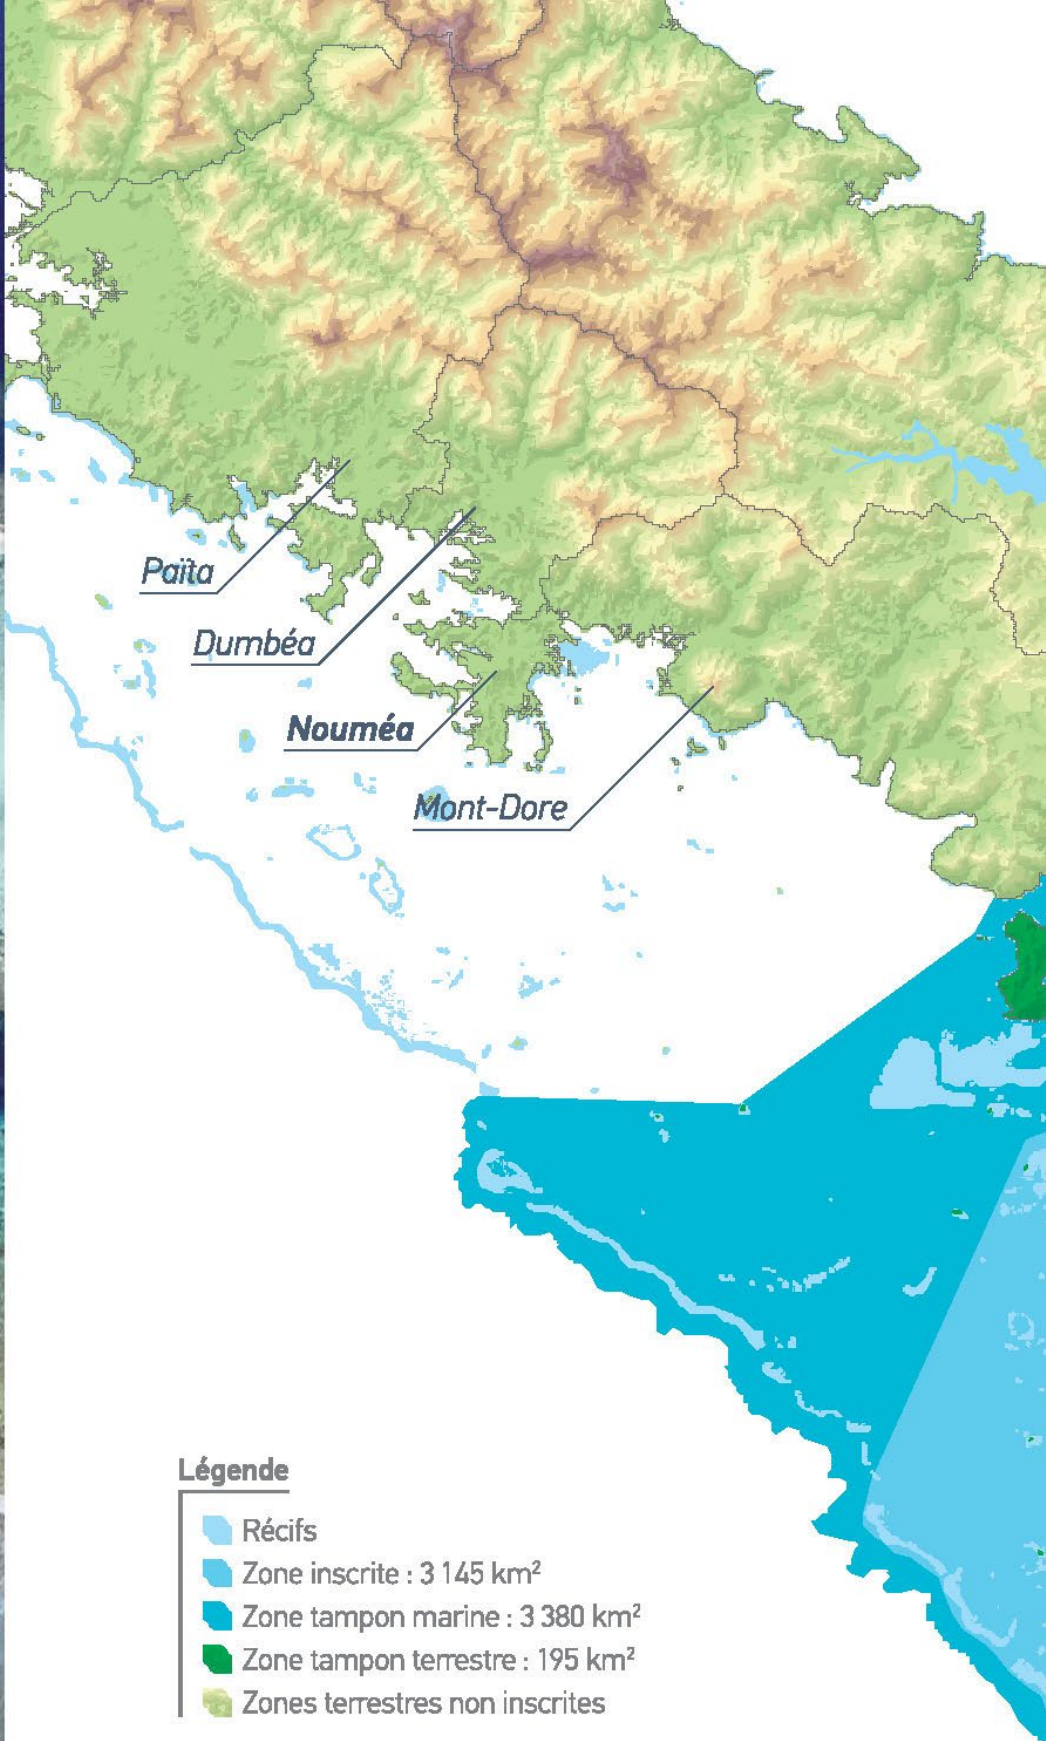 Païta
Dumbéa
Nouméa
Mont-Dore
Légende
Récifs
Zone inscrite : 3 145 km²
Zone tampon marine : 3 380 km²
Zone tampon terrestre : 195 km²
Zones terrestres non inscrites